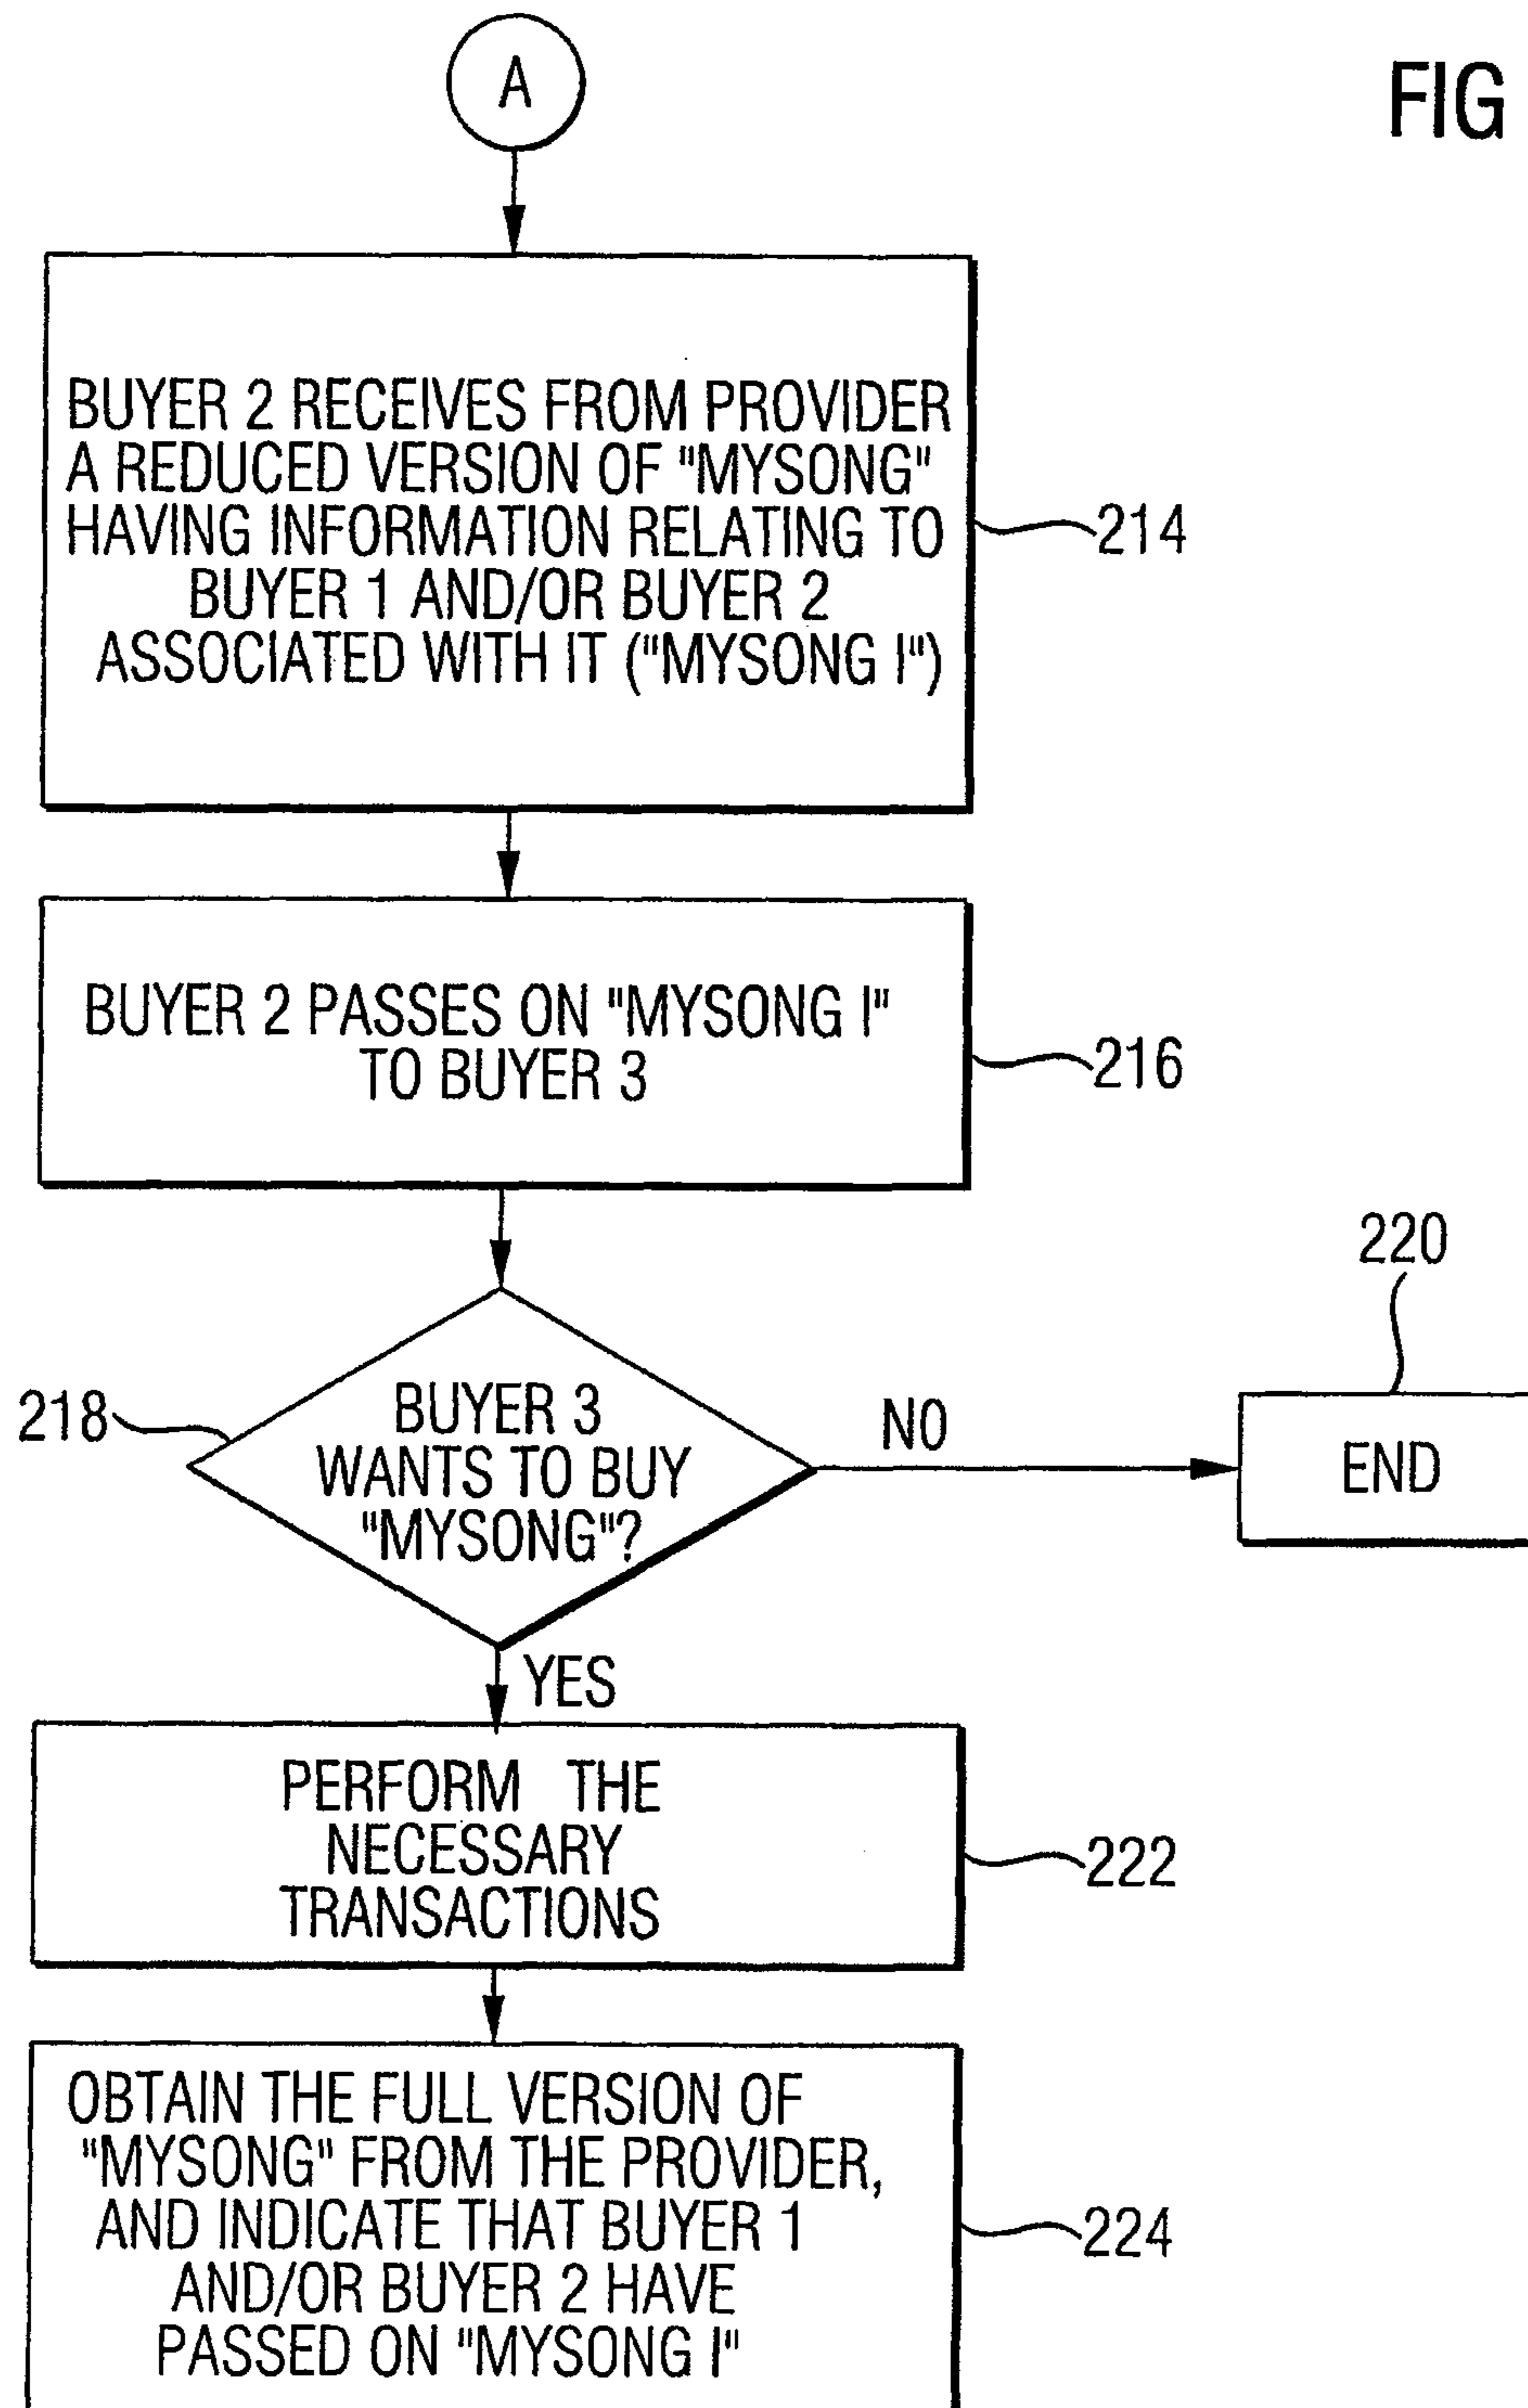 A
FIG
BUYER 2 RECEIVES FROM PROVIDER
A REDUCED VERSION OF "MYSONG"
HAVING INFORMATION RELATING TO
BUYER 1 AND/OR BUYER 2
ASSOCIATED WITH IT ("MYSONG I")
214
BUYER 2 PASSES ON "MYSONG I"
TO BUYER 3
216
220
218
BUYER 3
WANTS TO BUY
"MYSONG"?
NO
END
YES
PERFORM THE
NECESSARY
TRANSACTIONS
222
OBTAIN THE FULL VERSION OF
"MYSONG" FROM THE PROVIDER,
AND INDICATE THAT BUYER 1
AND/OR BUYER 2 HAVE
PASSED ON "MYSONG I"
224